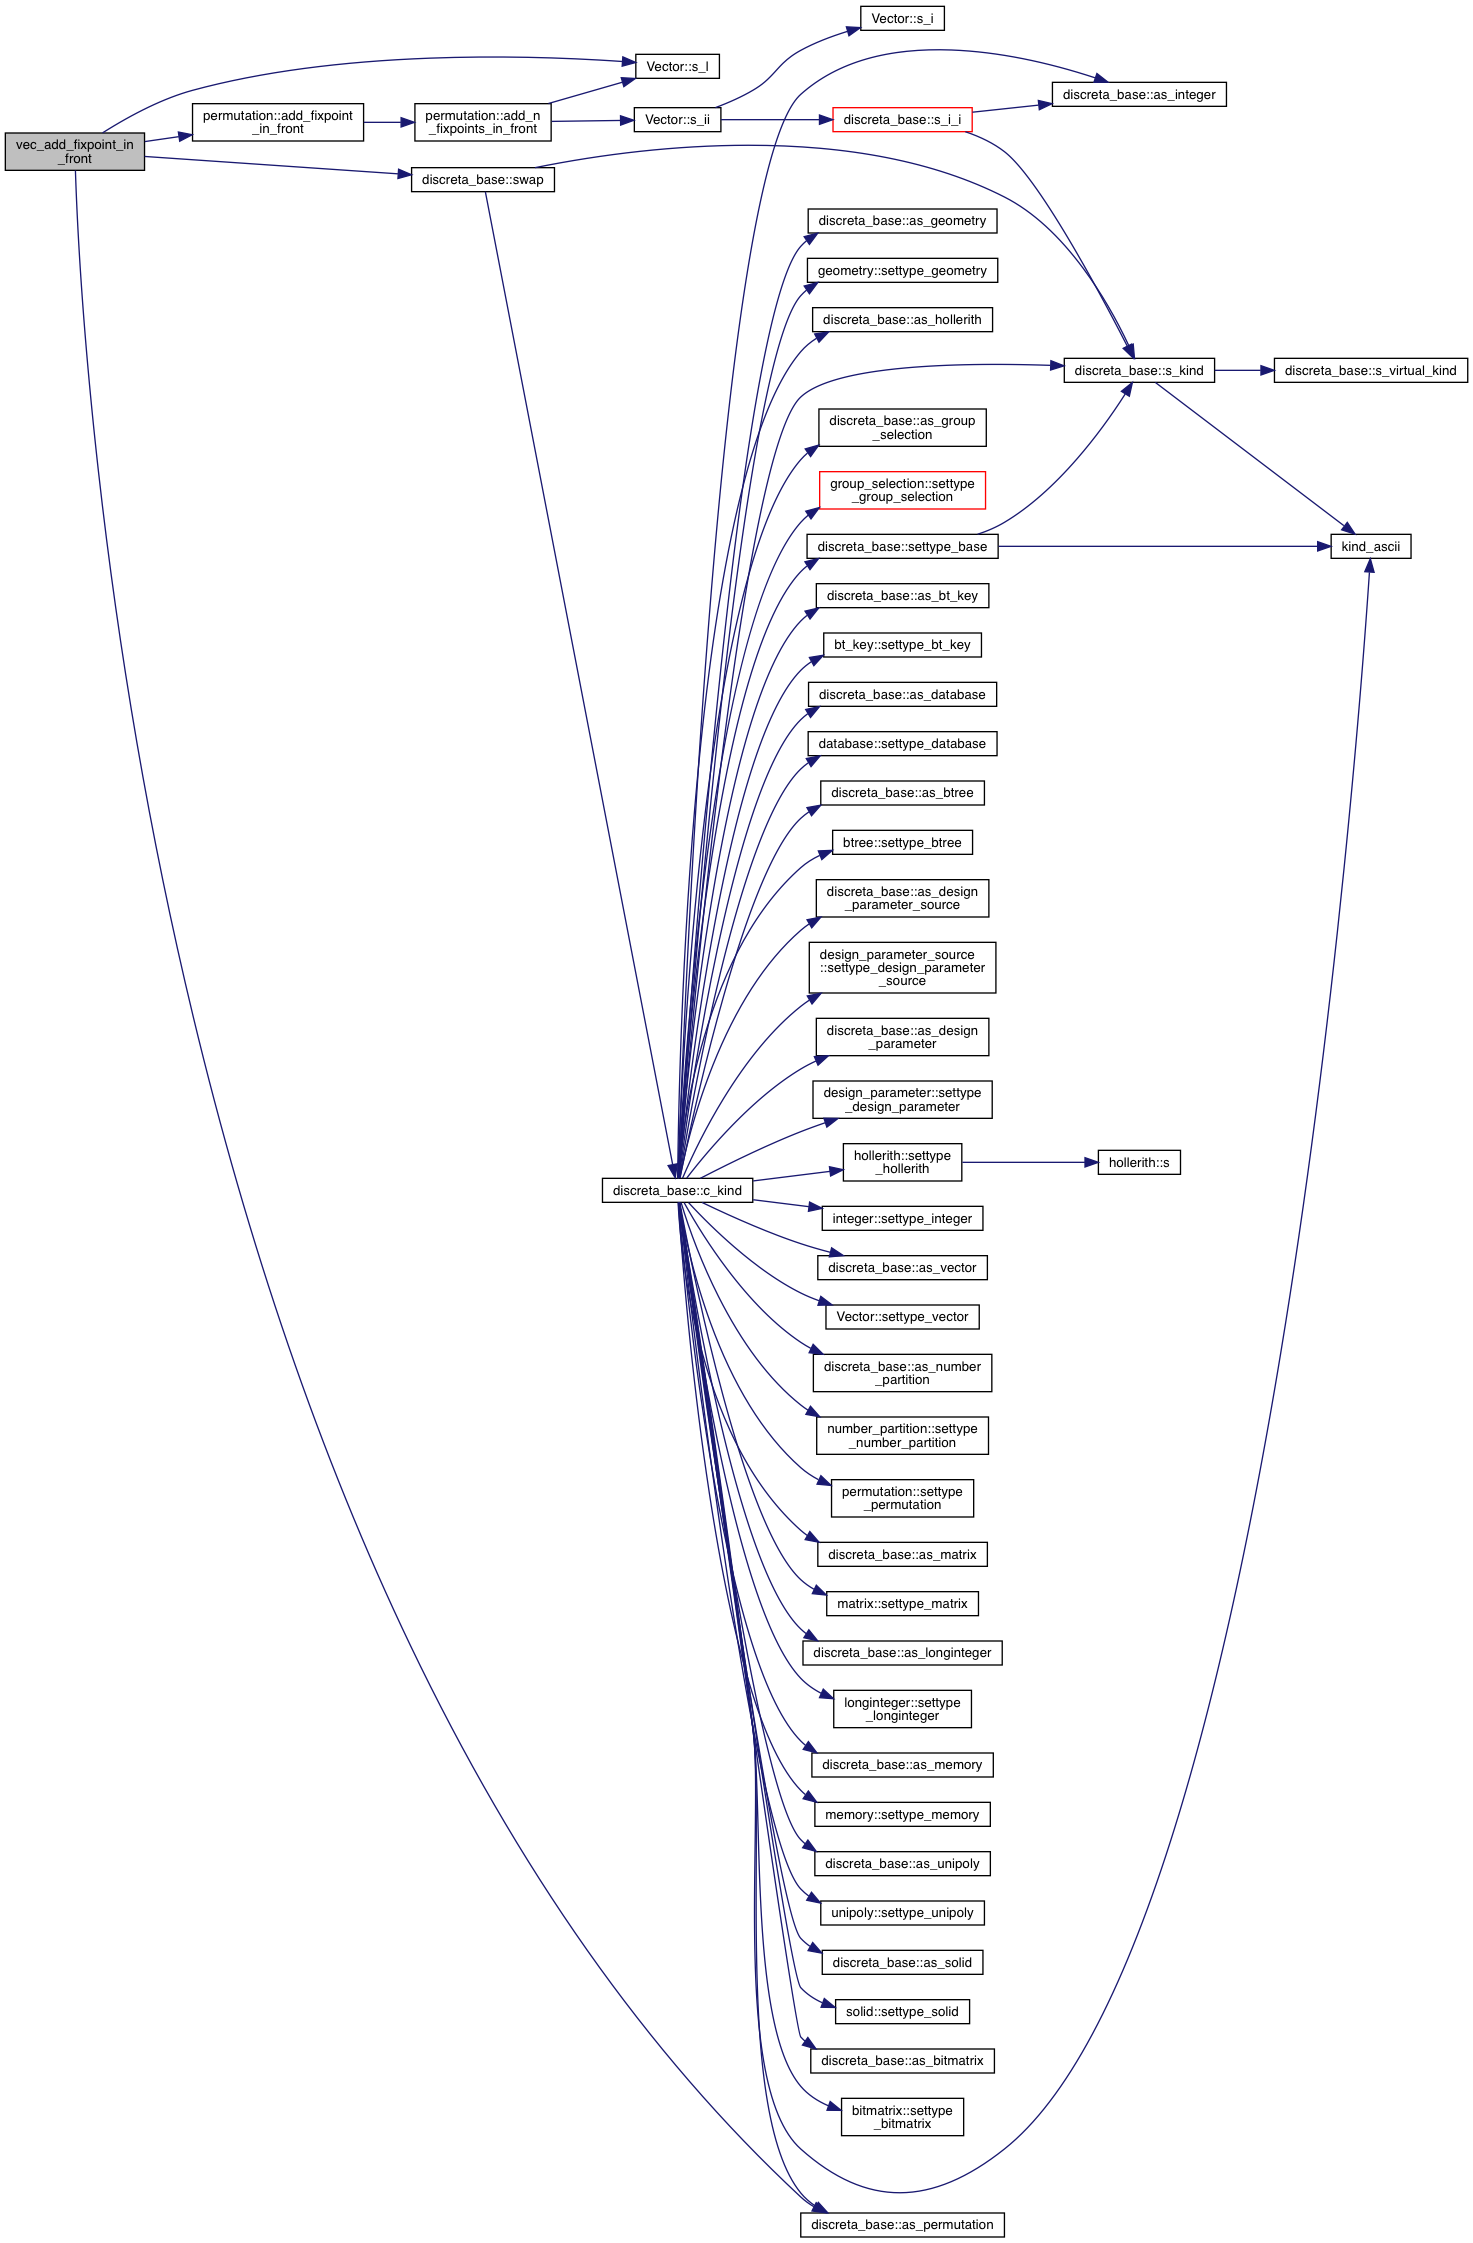 vec_add_fixpoint_in
_front
permutation::add_fixpoint
_in_front
permutation::add_n
_fixpoints_in_front
discreta_base::swap
Vector::s_l
Vector::s_ii
Vector::s_i
discreta_base::s_i_i
discreta_base::as_integer
discreta_base::as_geometry
geometry::settype_geometry
discreta_base::as_hollerith
discreta_base::s_kind
discreta_base::s_virtual_kind
discreta_base::as_group
_selection
group_selection::settype
_group_selection
discreta_base::settype_base
kind_ascii
discreta_base::as_bt_key
bt_key::settype_bt_key
discreta_base::as_database
database::settype_database
discreta_base::as_btree
btree::settype_btree
discreta_base::as_design
_parameter_source
design_parameter_source
::settype_design_parameter
_source
discreta_base::as_design
_parameter
design_parameter::settype
_design_parameter
hollerith::settype
_hollerith
hollerith::s
discreta_base::c_kind
integer::settype_integer
discreta_base::as_vector
Vector::settype_vector
discreta_base::as_number
_partition
number_partition::settype
_number_partition
permutation::settype
_permutation
discreta_base::as_matrix
matrix::settype_matrix
discreta_base::as_longinteger
longinteger::settype
_longinteger
discreta_base::as_memory
memory::settype_memory
discreta_base::as_unipoly
unipoly::settype_unipoly
discreta_base::as_solid
solid::settype_solid
discreta_base::as_bitmatrix
bitmatrix::settype
_bitmatrix
discreta_base::as_permutation